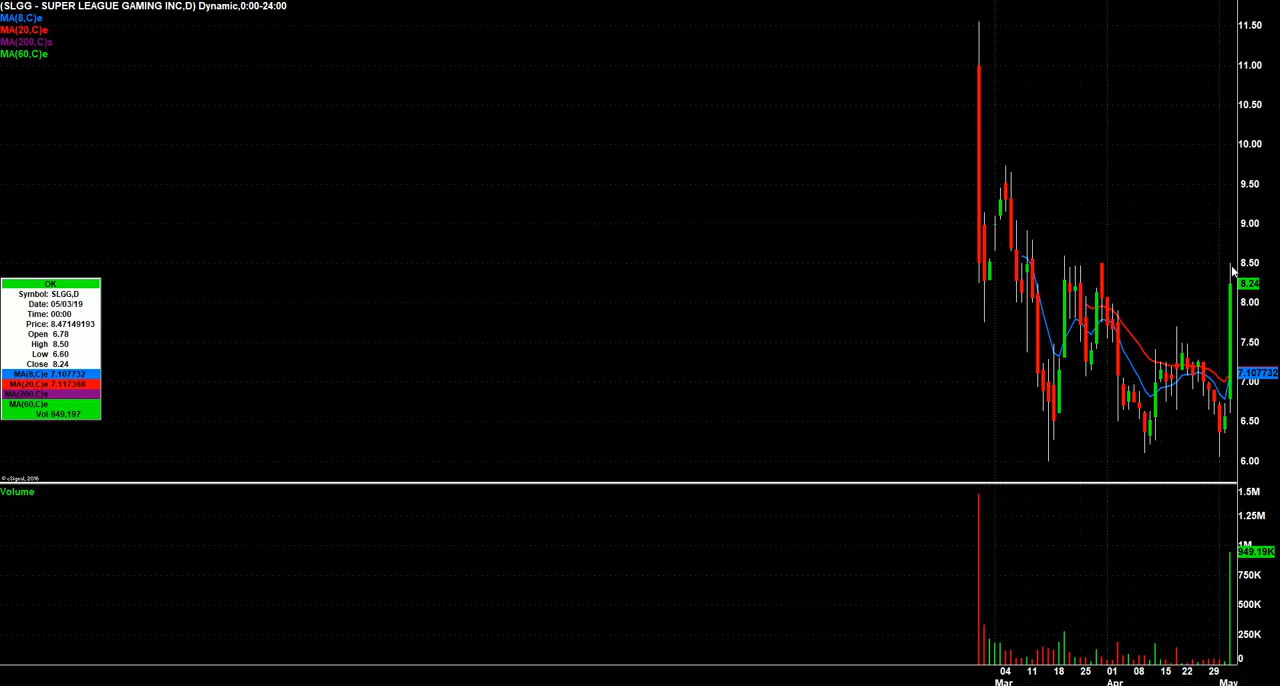 (SLGG - SUPER LEAGUE GAMING INC,D) Dynamic,0:00-24:00
MA(8,C)e
MA(20,C)e
MA(200,C)s
MA(60,C)e
11.50
11.00
10.50
10.00
9.50
9.00
8.50
8.24
8.00
7.50
7.107732
7.00
6.50
6.00
OK
Symbol: SLGG,D
Date: 05/03/19
Time: 00:00
Price: 8.47149193
Open 6.78
High 8.50
Low 6.60
Close 8.24
MA(8,C)e 7.107732
MA(20,C)e 7.117388
MA(200,C)s
MA(60,C)e
Vol 949,197
© eSignal, 2016
Volume
1.5M
1.25M
1M
949.19K
750K
500K
250K
0
04 11 18 25 01 08 15 22 29
Mar Apr May